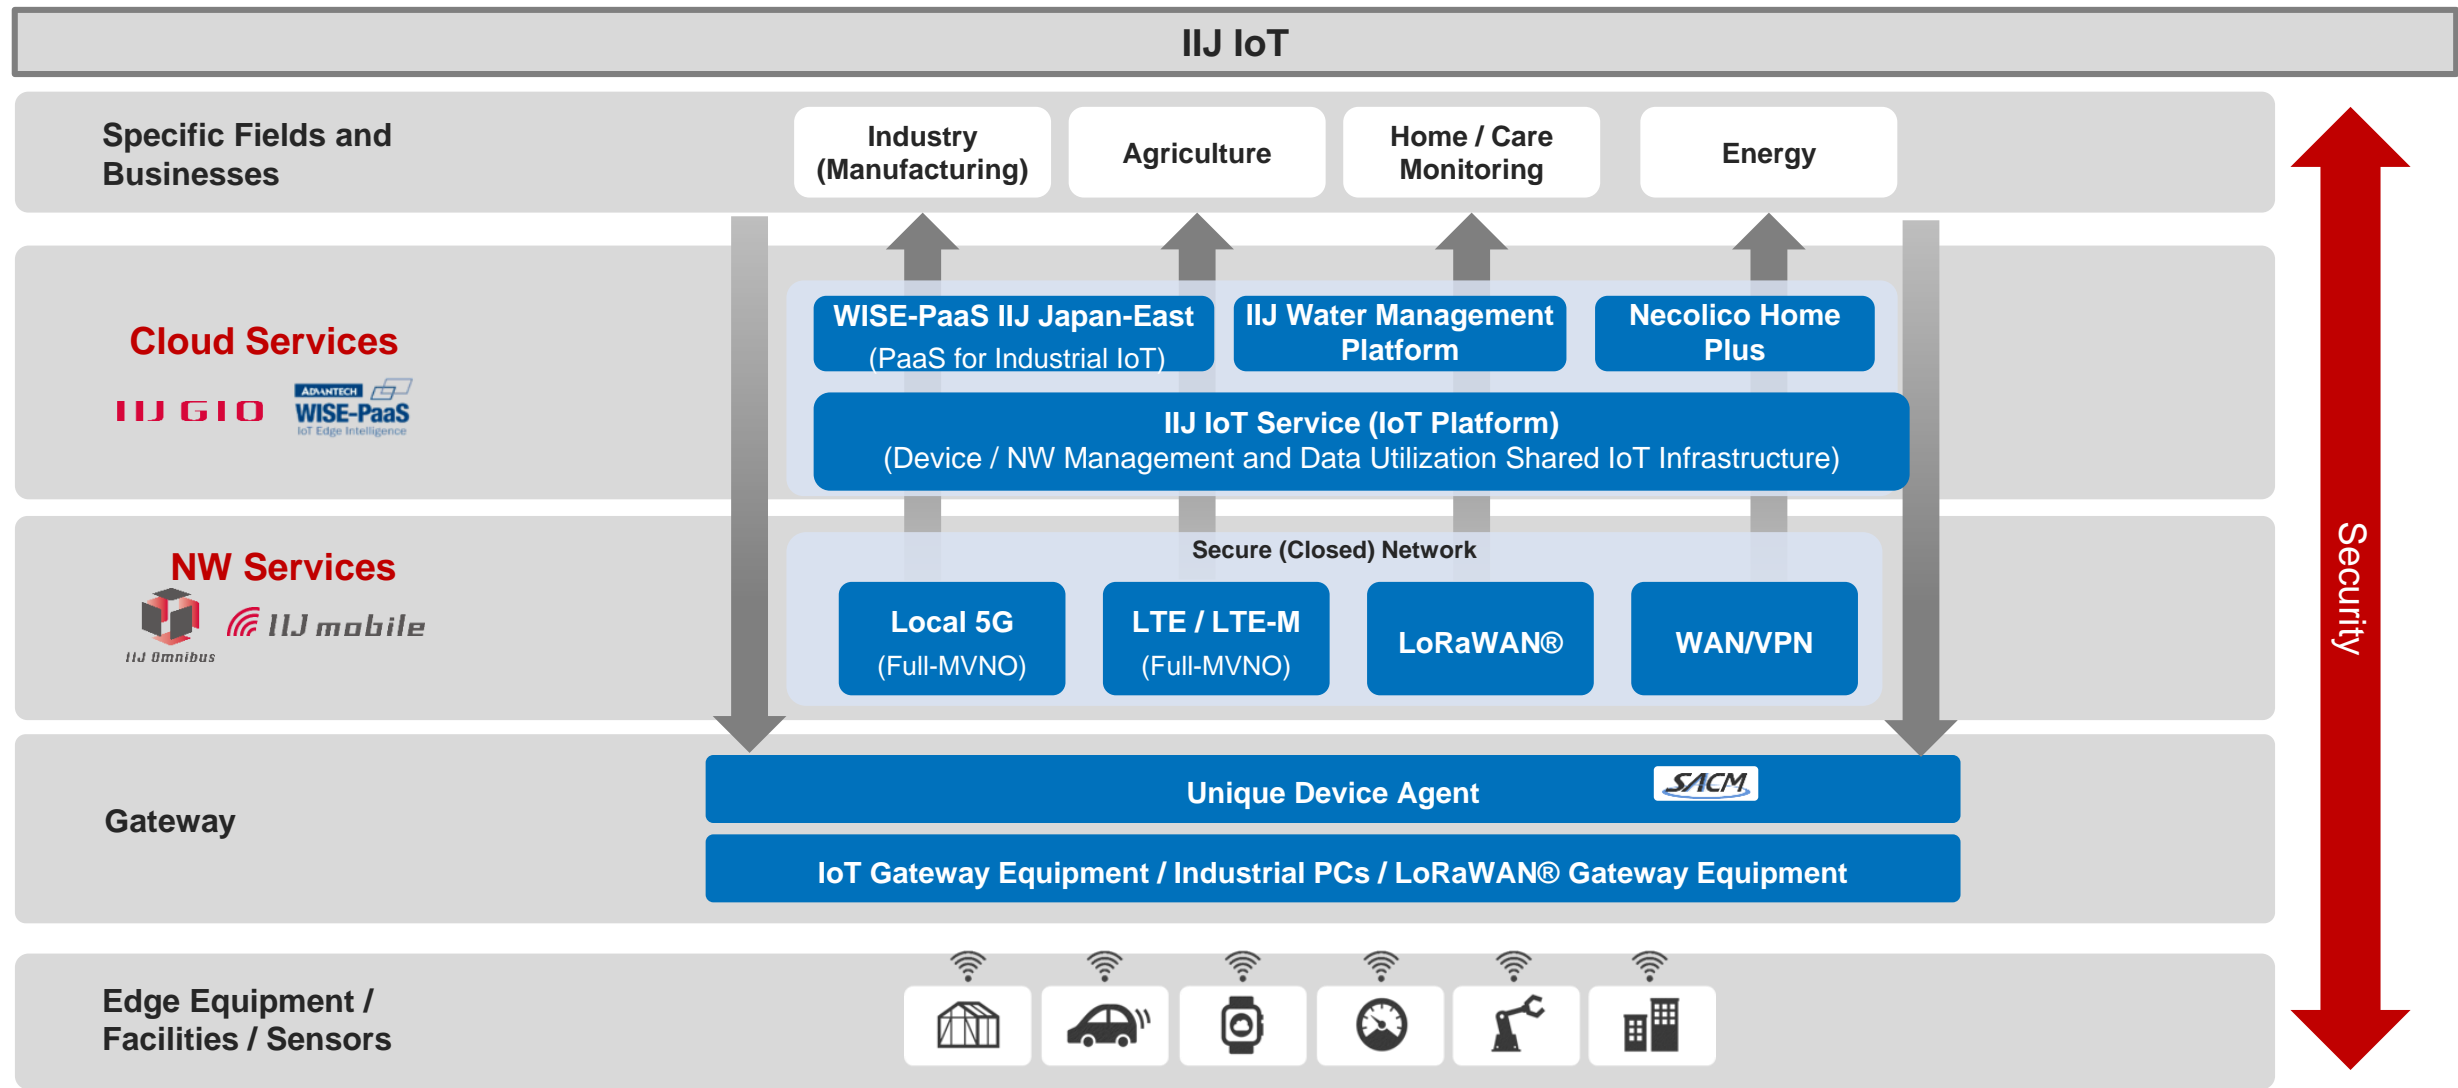 IIJ IoT
Specific Fields and
Businesses
Industry
(Manufacturing)
Agriculture
Home / Care
Monitoring
Energy
Cloud Services
IIJ GIO
ADVANTECH
WISE-PaaS
IoT Edge Intelligence
WISE-PaaS IIJ Japan-East
(PaaS for Industrial IoT)
IIJ Water Management
Platform
Necolico Home
Plus
IIJ IoT Service (IoT Platform)
(Device / NW Management and Data Utilization Shared IoT Infrastructure)
NW Services
IIJ Omnibus
IIJ mobile
Secure (Closed) Network
Local 5G
(Full-MVNO)
LTE / LTE-M
(Full-MVNO)
LoRaWAN®
WAN/VPN
Gateway
Unique Device Agent
SACM
IoT Gateway Equipment / Industrial PCs / LoRaWAN® Gateway Equipment
Edge Equipment /
Facilities / Sensors
Security